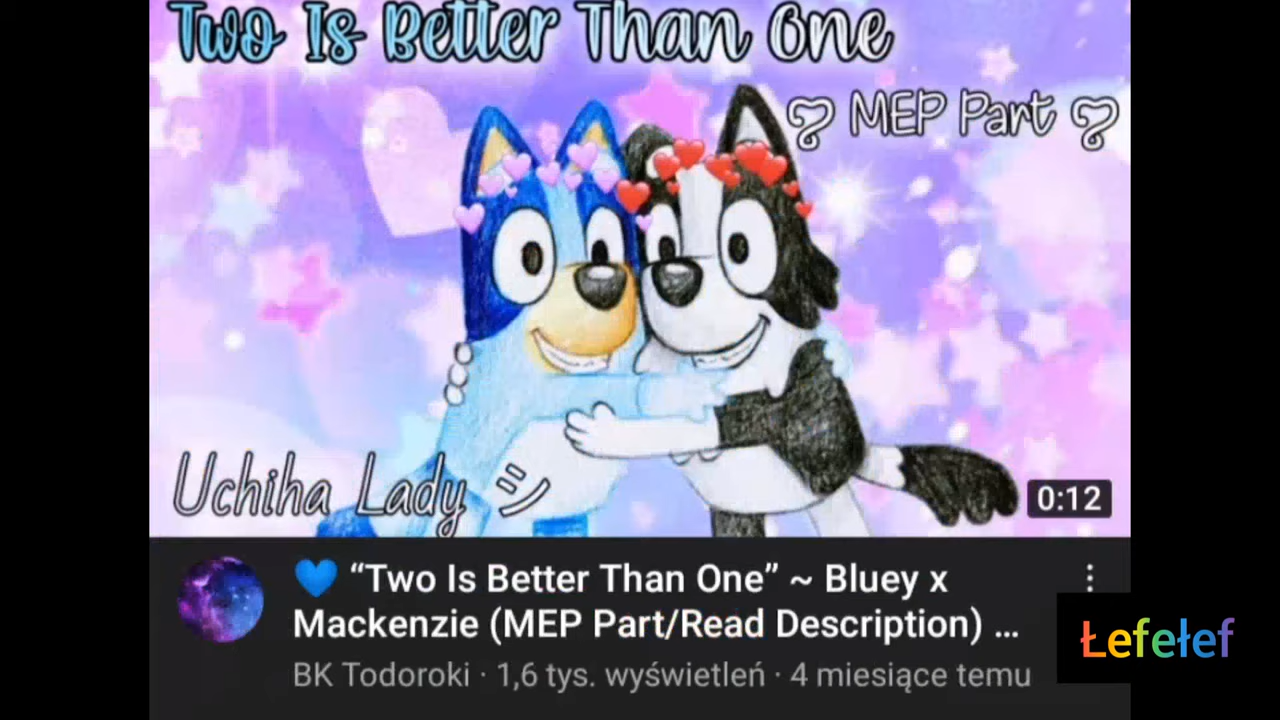 Two Is Better Than One
ღ MEP Part ღ
Uchiha Lady シ
0:12
💙 “Two Is Better Than One” ~ Bluey x
Mackenzie (MEP Part/Read Description) ...
BK Todoroki · 1,6 tys. wyświetleń · 4 miesiące temu
Łefełef